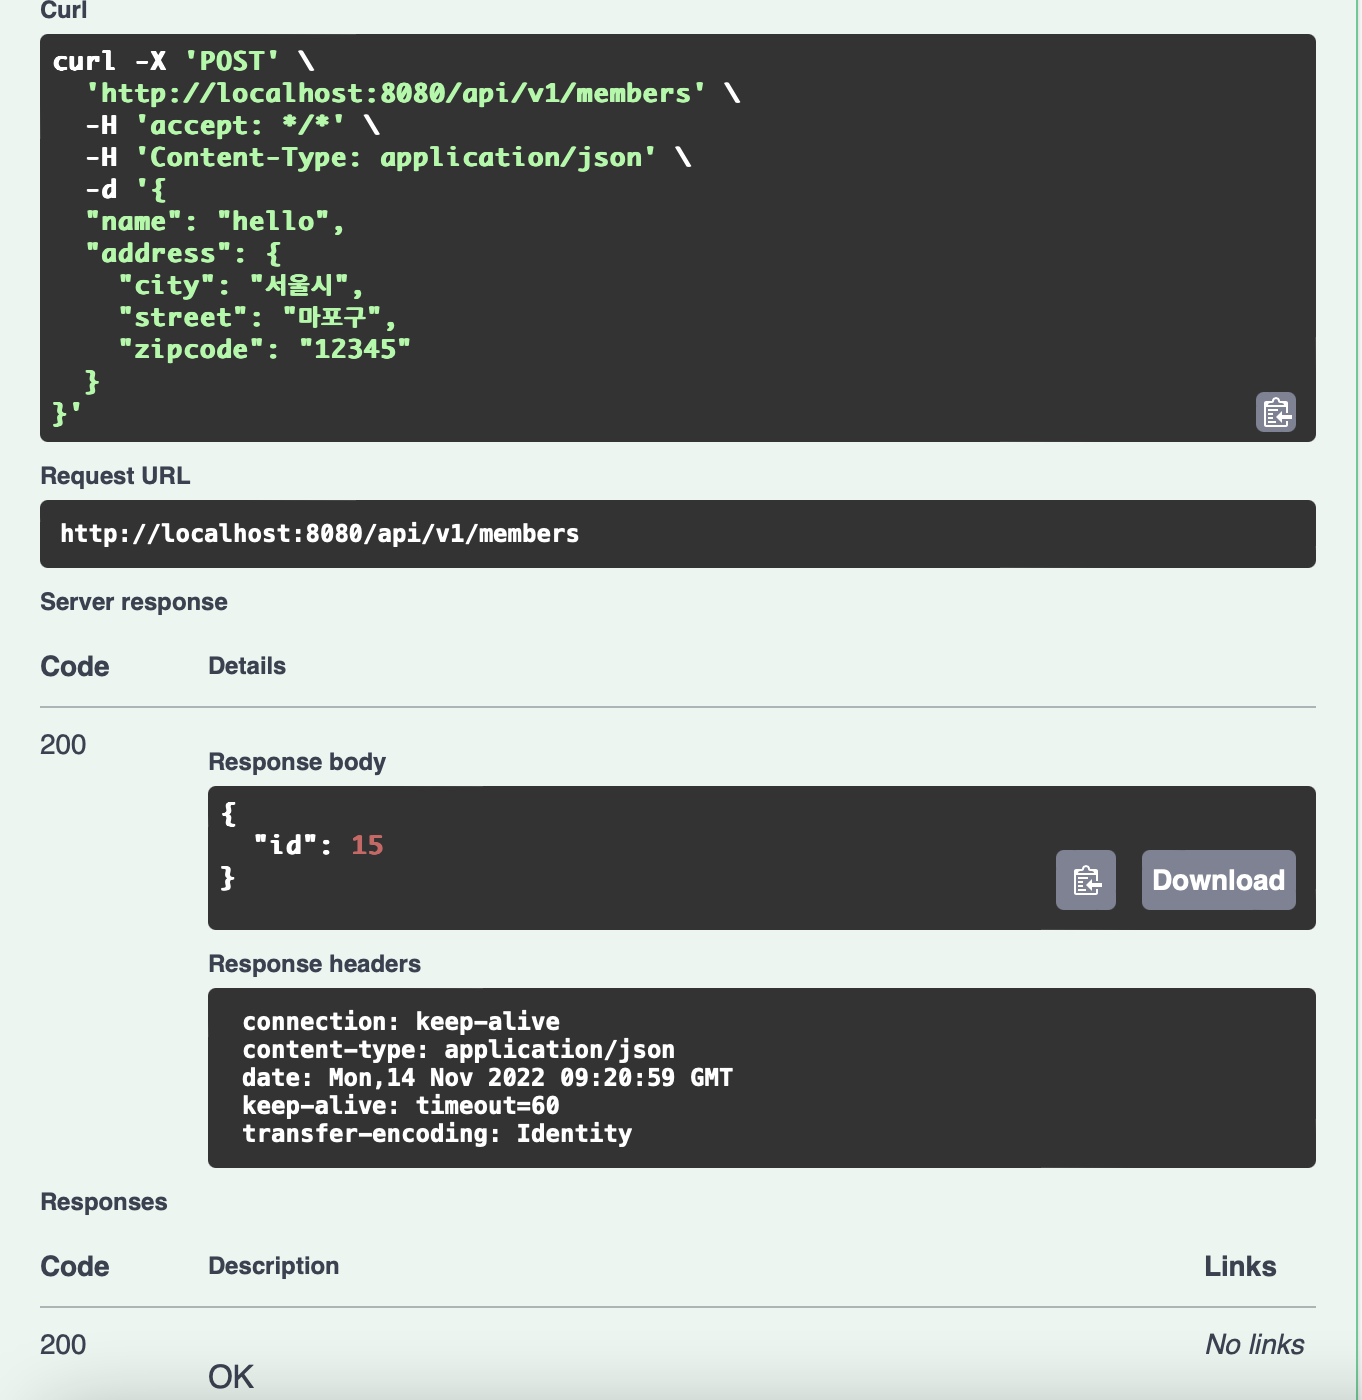 Curl
curl -X 'POST' \
  'http://localhost:8080/api/v1/members' \
  -H 'accept: */*' \
  -H 'Content-Type: application/json' \
  -d '{
  "name": "hello",
  "address": {
    "city": "서울시",
    "street": "마포구",
    "zipcode": "12345"
  }
}'
Request URL
http://localhost:8080/api/v1/members
Server response
Code Details
200
Response body
{
  "id": 15
}
Download
Response headers
connection: keep-alive
content-type: application/json
date: Mon,14 Nov 2022 09:20:59 GMT
keep-alive: timeout=60
transfer-encoding: Identity
Responses
Code Description Links
200 No links
OK